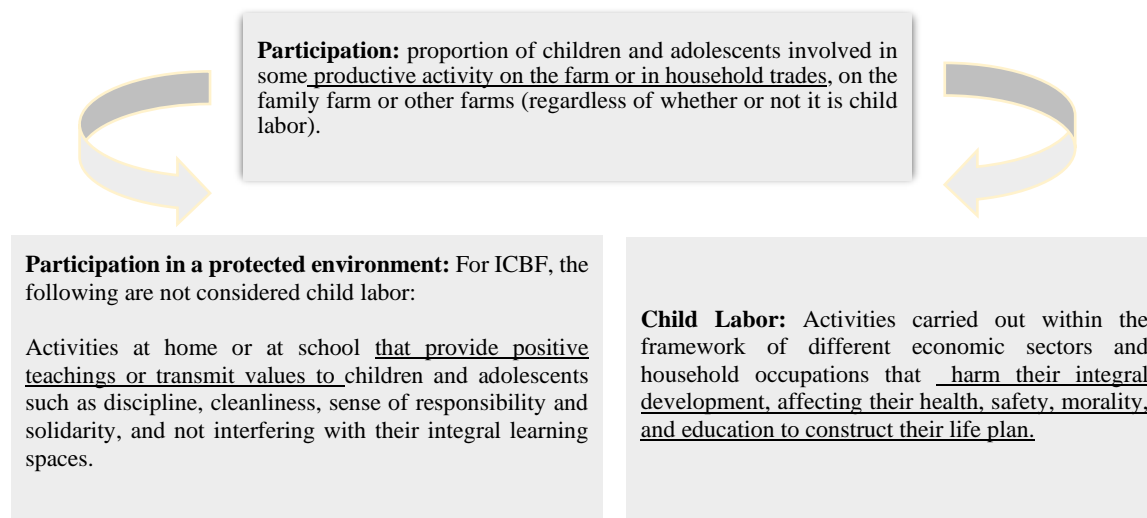 Participation: proportion of children and adolescents involved in
some productive activity on the farm or in household trades, on the
family farm or other farms (regardless of whether or not it is child
labor).
Participation in a protected environment: For ICBF, the
following are not considered child labor:
Activities at home or at school that provide positive
teachings or transmit values to children and adolescents
such as discipline, cleanliness, sense of responsibility and
solidarity, and not interfering with their integral learning
spaces.
Child Labor: Activities carried out within the
framework of different economic sectors and
household occupations that harm their integral
development, affecting their health, safety, morality,
and education to construct their life plan.